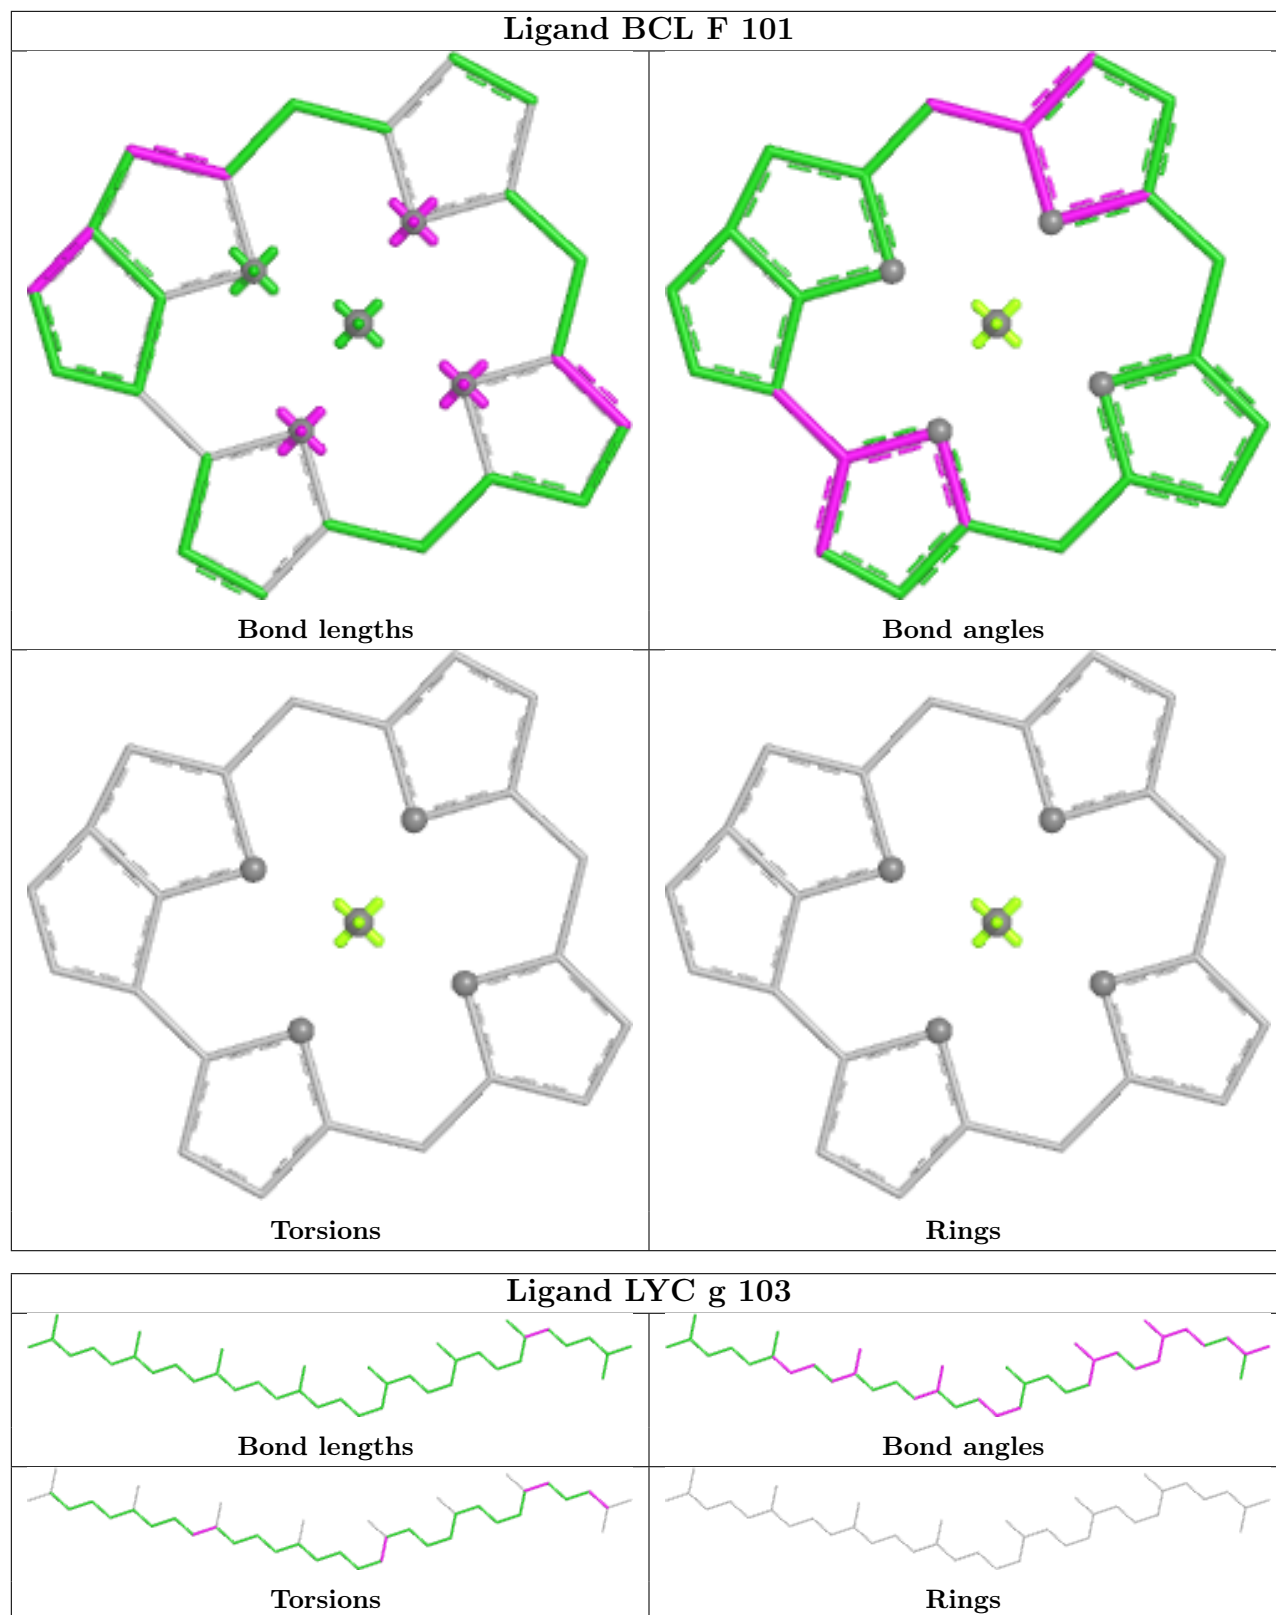 Ligand BCL F 101
Bond lengths
Bond angles
Torsions
Rings
Ligand LYC g 103
Bond lengths
Bond angles
Torsions
Rings